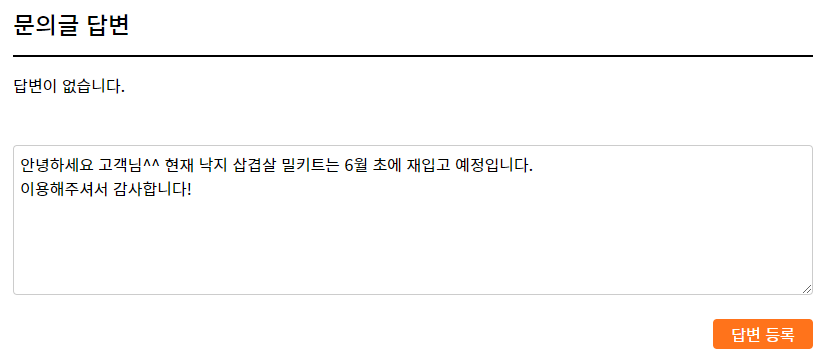 문의글 답변
답변이 없습니다.
안녕하세요 고객님^^ 현재 낙지 삽겹살 밀키트는 6월 초에 재입고 예정입니다.
이용해주셔서 감사합니다!
답변 등록